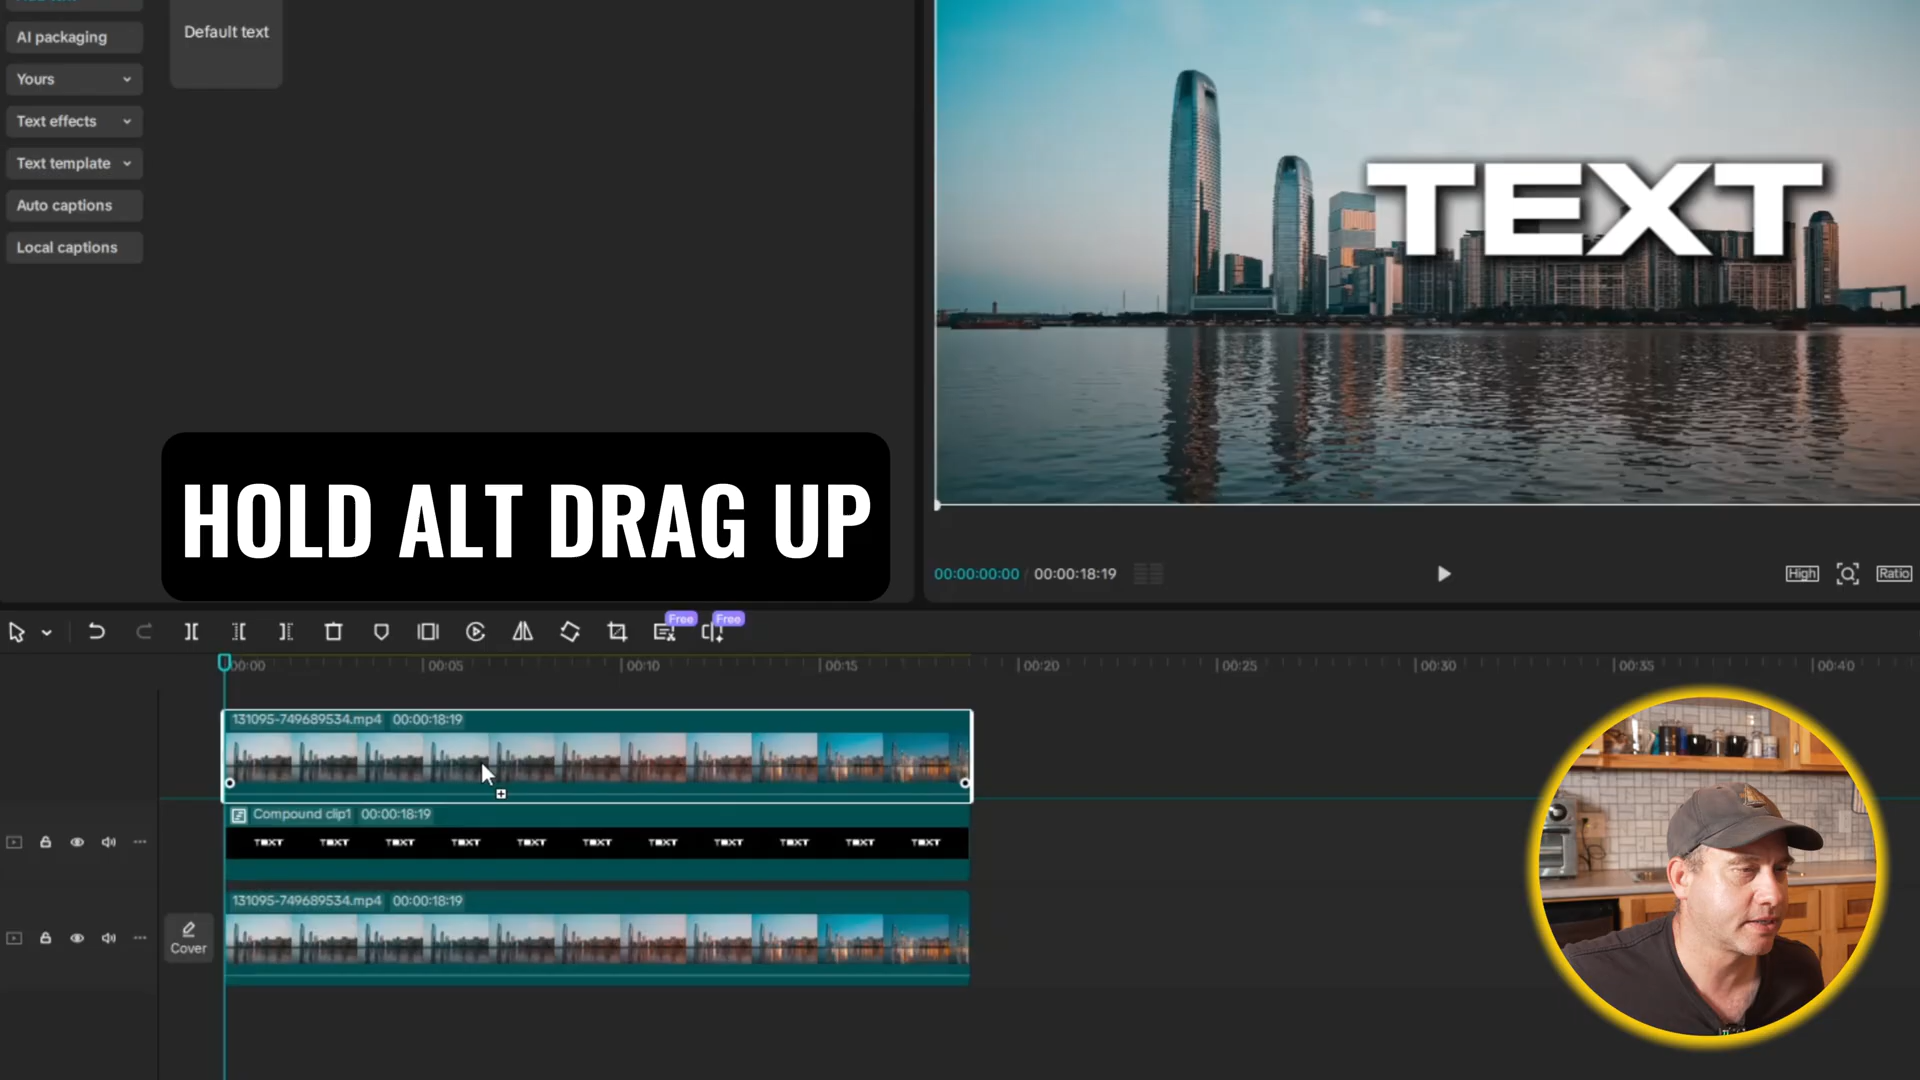 AI packaging
Yours
Text effects
Text template
Auto captions
Local captions
Default text
TEXT
HOLD ALT DRAG UP
00:00:00:00 / 00:00:18:19
High
Ratio
Free
Free
00:00
00:05
00:10
00:15
00:20
00:25
00:30
00:35
00:40
131095-749689534.mp4 00:00:18:19
Compound clip1 00:00:18:19
TEXT TEXT TEXT TEXT TEXT TEXT TEXT TEXT TEXT TEXT TEXT
131095-749689534.mp4 00:00:18:19
Cover